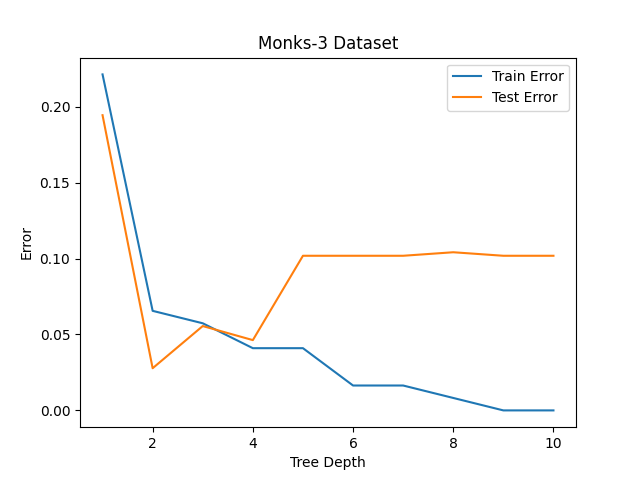 Monks-3 Dataset
Train Error
Test Error
0.20
0.15
0.10
0.05
0.00
Error
2
4
6
8
10
Tree Depth